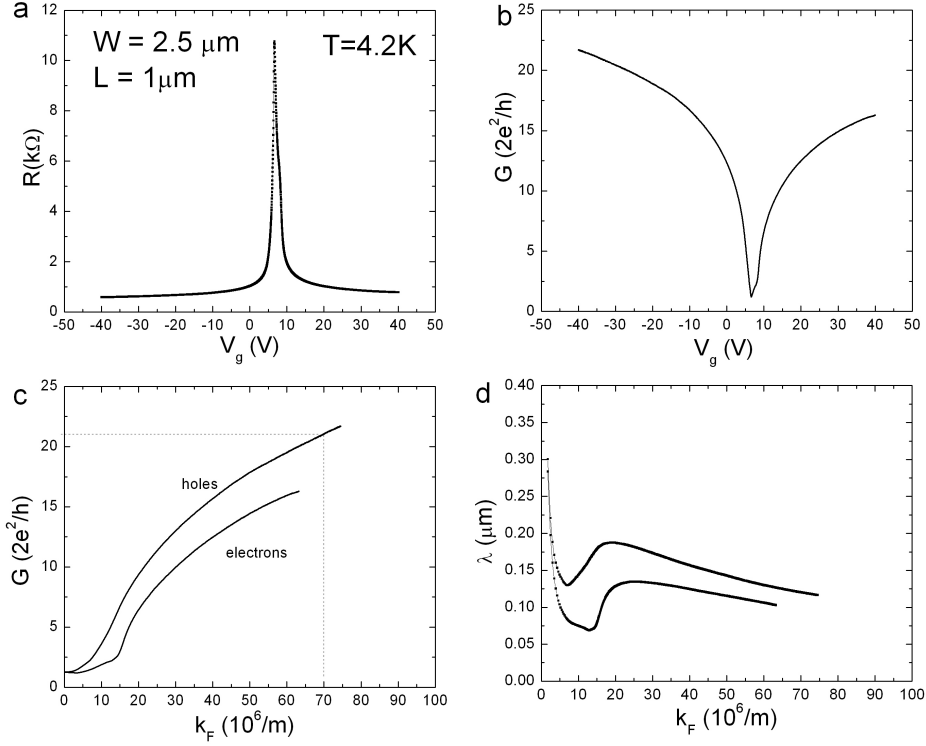 a
W = 2.5 μm
L = 1μm
T=4.2K
R(kΩ)
12
10
8
6
4
2
0
-50 -40 -30 -20 -10 0 10 20 30 40 50
V_g (V)
b
G (2e²/h)
25
20
15
10
5
0
-50 -40 -30 -20 -10 0 10 20 30 40 50
V_g (V)
c
G (2e²/h)
25
20
15
10
5
0
holes
electrons
0 10 20 30 40 50 60 70 80 90 100
k_F (10⁶/m)
d
λ (μm)
0.40
0.35
0.30
0.25
0.20
0.15
0.10
0.05
0.00
0 10 20 30 40 50 60 70 80 90 100
k_F (10⁶/m)